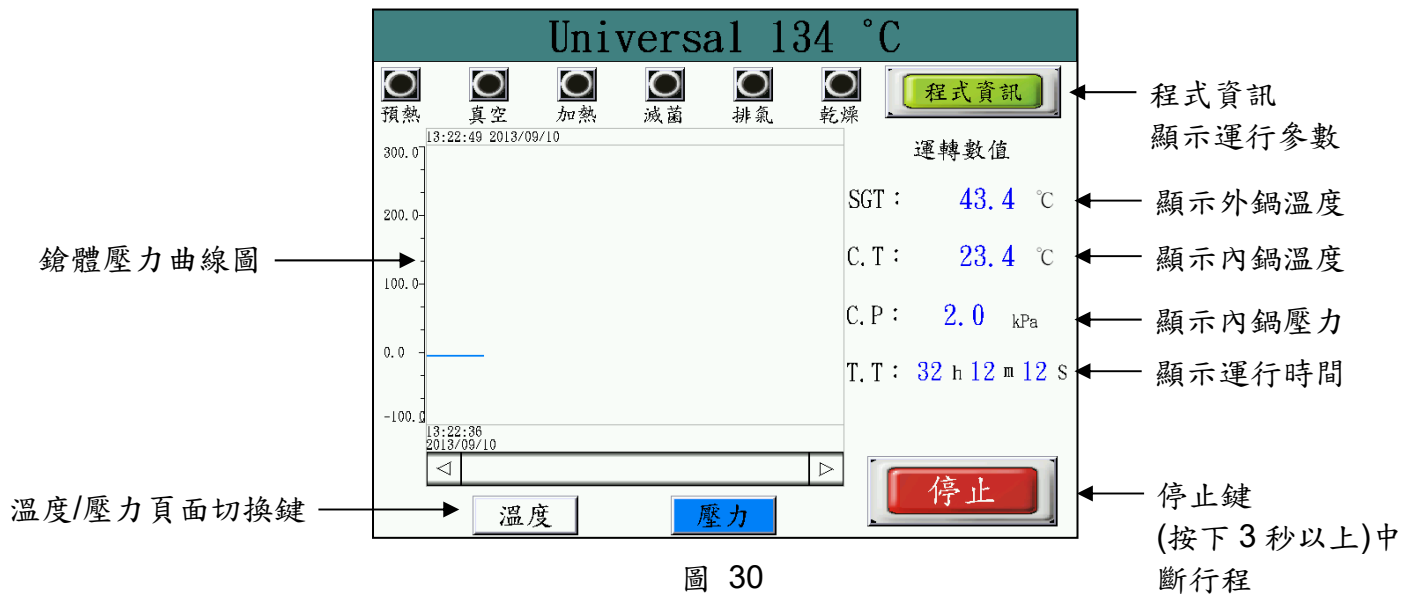 Universal 134 °C
預熱
真空
加熱
滅菌
排氣
乾燥
程式資訊
程式資訊
顯示運行參數
13:22:49 2013/09/10
運轉數值
300.0
200.0
100.0
0.0
-100.0
SGT : 43.4 ℃
顯示外鍋溫度
C.T : 23.4 ℃
顯示內鍋溫度
C.P : 2.0 kPa
顯示內鍋壓力
T.T : 32 h 12 m 12 S
顯示運行時間
鎗體壓力曲線圖
13:22:36
2013/09/10
溫度/壓力頁面切換鍵
溫度
壓力
停止
停止鍵
(按下 3 秒以上)中
斷行程
圖 30